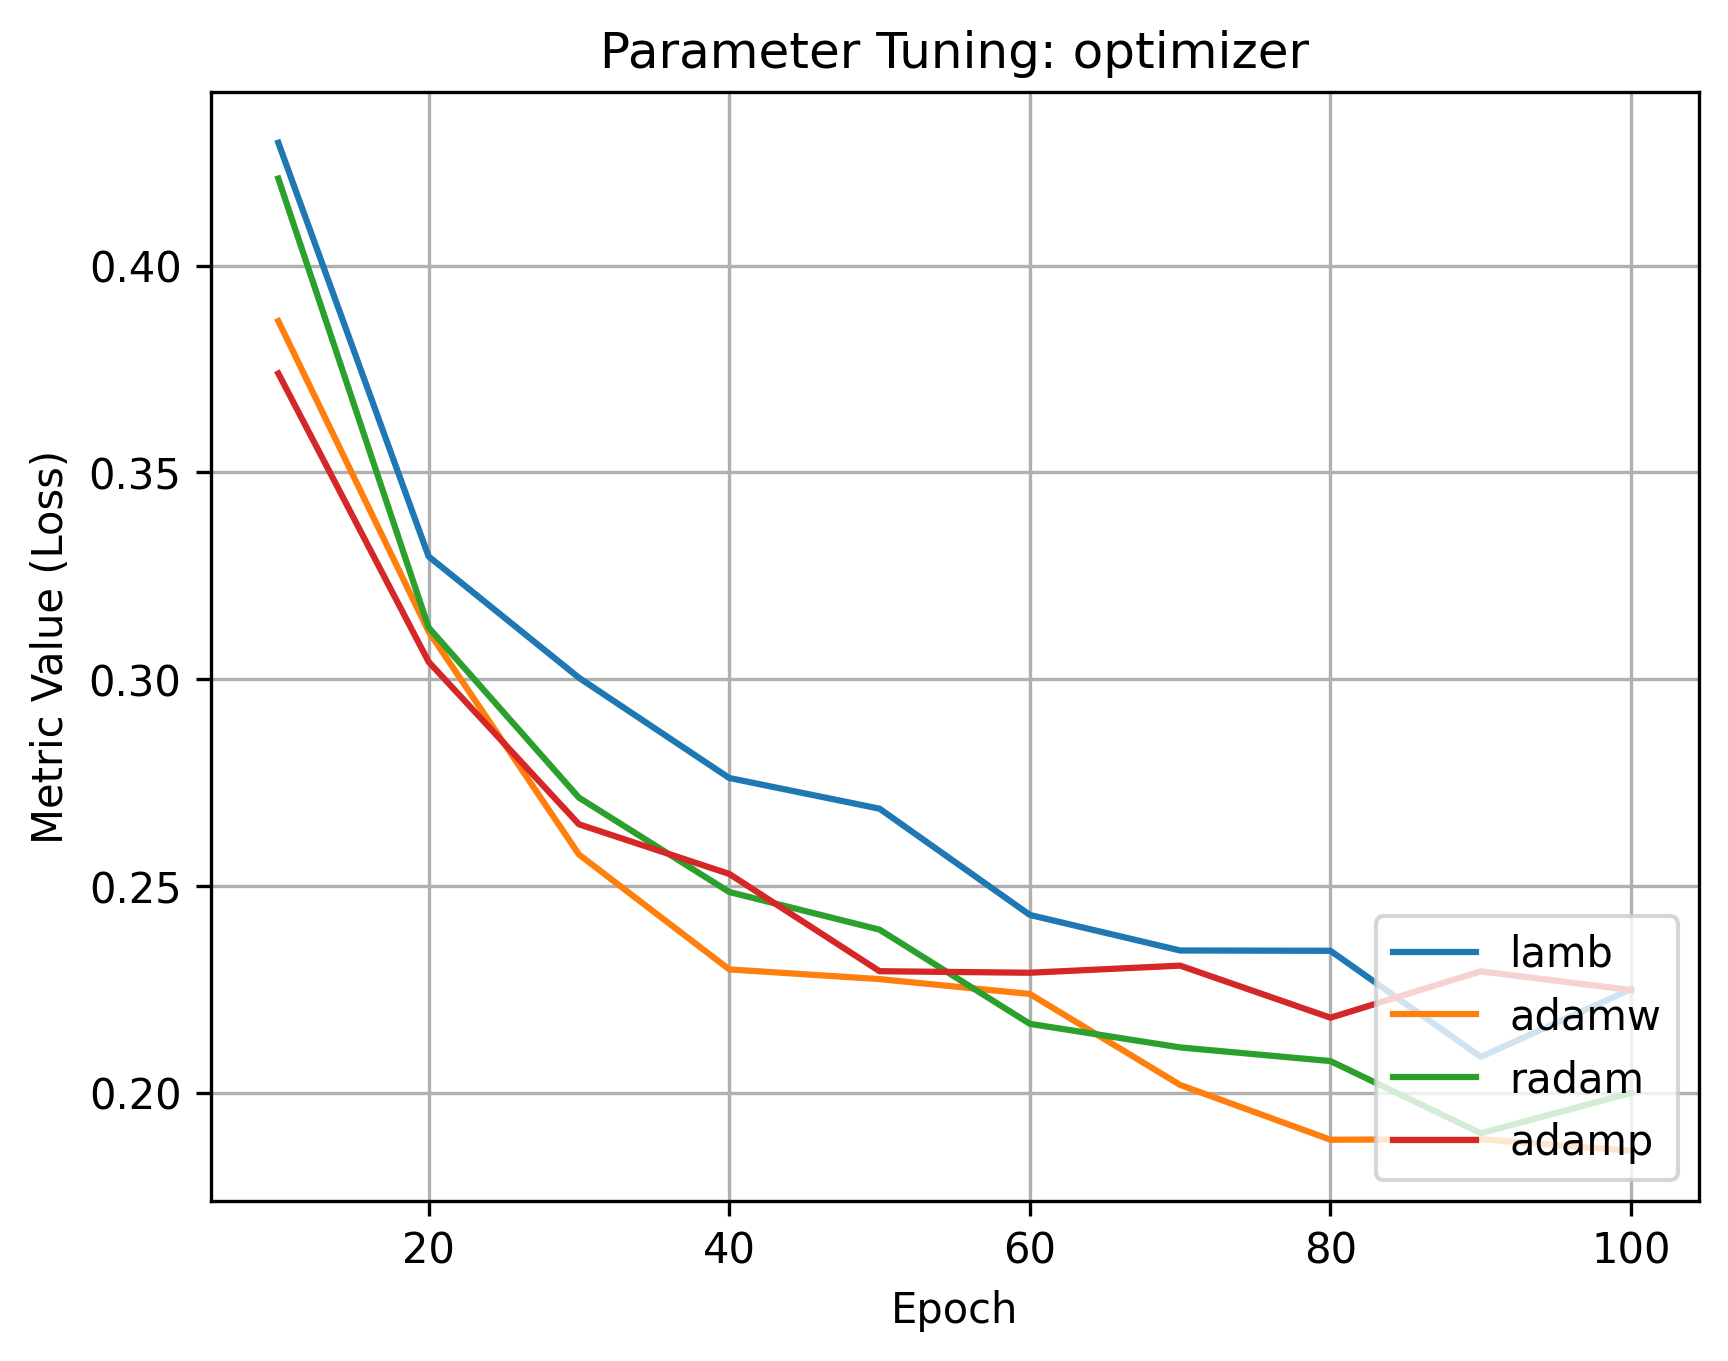 Parameter Tuning: optimizer
Metric Value (Loss)
0.40
0.35
0.30
0.25
0.20
lamb
adamw
radam
adamp
20 40 60 80 100
Epoch